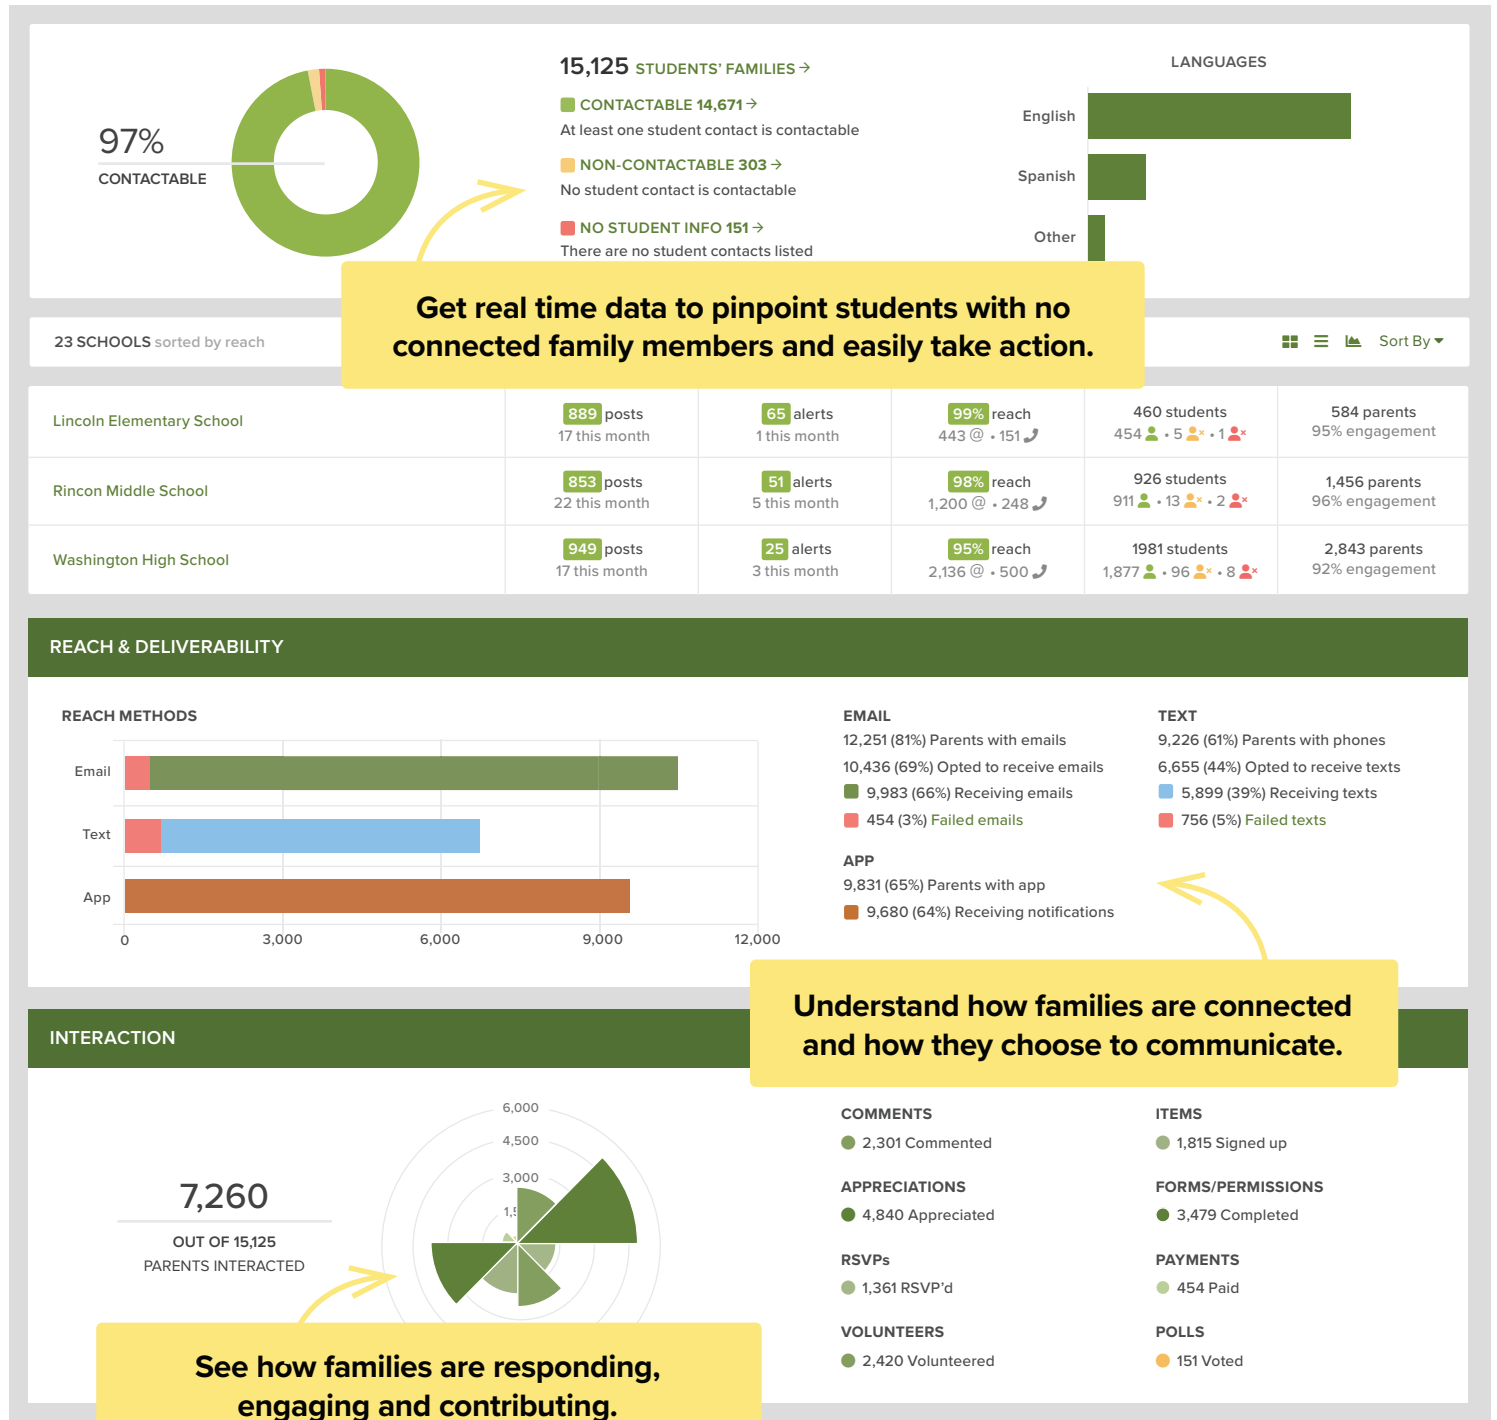 97%
CONTACTABLE
15,125 STUDENTS' FAMILIES →
CONTACTABLE 14,671 →
At least one student contact is contactable
NON-CONTACTABLE 303 →
No student contact is contactable
NO STUDENT INFO 151 →
There are no student contacts listed
LANGUAGES
English
Spanish
Other
Get real time data to pinpoint students with no
connected family members and easily take action.
23 SCHOOLS sorted by reach
Sort By
Lincoln Elementary School
889 posts
17 this month
65 alerts
1 this month
99% reach
443 @ • 151
460 students
454 • 5 • 1
584 parents
95% engagement
Rincon Middle School
853 posts
22 this month
51 alerts
5 this month
98% reach
1,200 @ • 248
926 students
911 • 13 • 2
1,456 parents
96% engagement
Washington High School
949 posts
17 this month
25 alerts
3 this month
95% reach
2,136 @ • 500
1981 students
1,877 • 96 • 8
2,843 parents
92% engagement
REACH & DELIVERABILITY
REACH METHODS
Email
Text
App
0 3,000 6,000 9,000 12,000
EMAIL
12,251 (81%) Parents with emails
10,436 (69%) Opted to receive emails
9,983 (66%) Receiving emails
454 (3%) Failed emails
TEXT
9,226 (61%) Parents with phones
6,655 (44%) Opted to receive texts
5,899 (39%) Receiving texts
756 (5%) Failed texts
APP
9,831 (65%) Parents with app
9,680 (64%) Receiving notifications
Understand how families are connected
and how they choose to communicate.
INTERACTION
7,260
OUT OF 15,125
PARENTS INTERACTED
6,000
4,500
3,000
COMMENTS
2,301 Commented
ITEMS
1,815 Signed up
APPRECIATIONS
4,840 Appreciated
FORMS/PERMISSIONS
3,479 Completed
RSVPs
1,361 RSVP'd
PAYMENTS
454 Paid
VOLUNTEERS
2,420 Volunteered
POLLS
151 Voted
See how families are responding,
engaging and contributing.